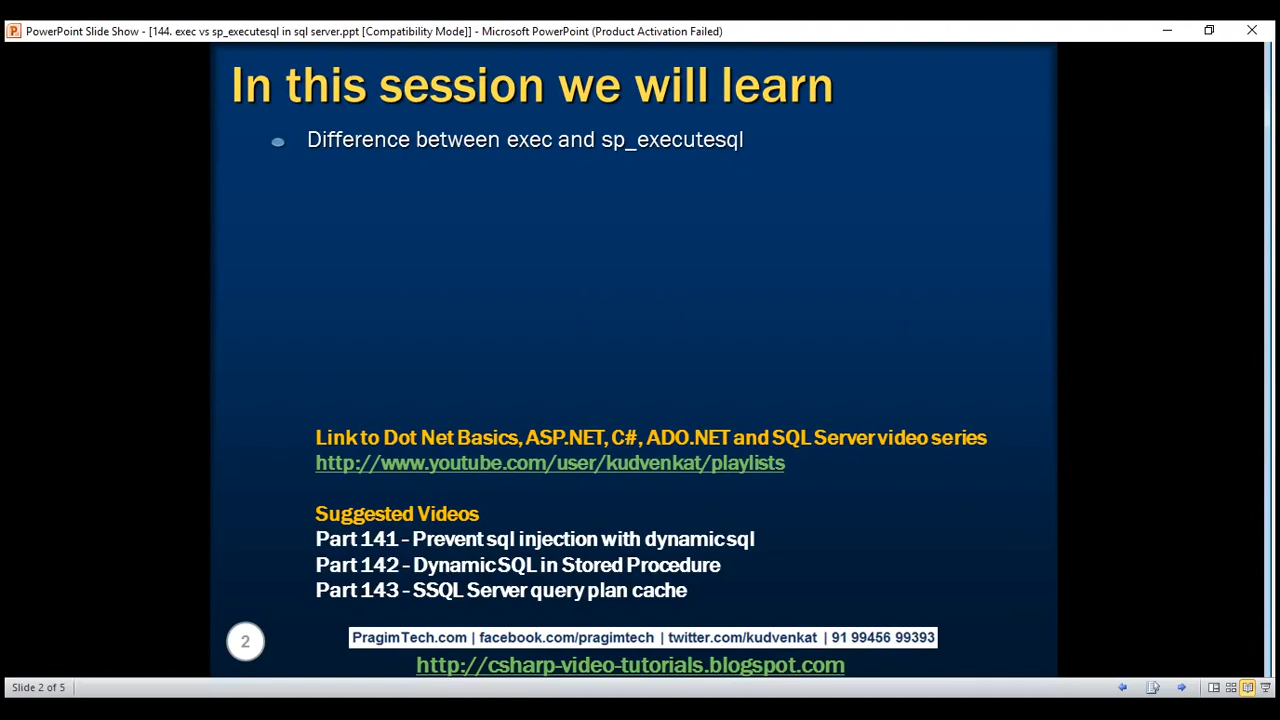 PowerPoint Slide Show - [144. exec vs sp_executesql in sql server.ppt [Compatibility Mode]] - Microsoft PowerPoint (Product Activation Failed)
In this session we will learn
Difference between exec and sp_executesql
Link to Dot Net Basics, ASP.NET, C#, ADO.NET and SQL Server video series
http://www.youtube.com/user/kudvenkat/playlists
Suggested Videos
Part 141 - Prevent sql injection with dynamic sql
Part 142 - Dynamic SQL in Stored Procedure
Part 143 - SSQL Server query plan cache
2
PragimTech.com | facebook.com/pragimtech | twitter.com/kudvenkat | 91 99456 99393
http://csharp-video-tutorials.blogspot.com
Slide 2 of 5